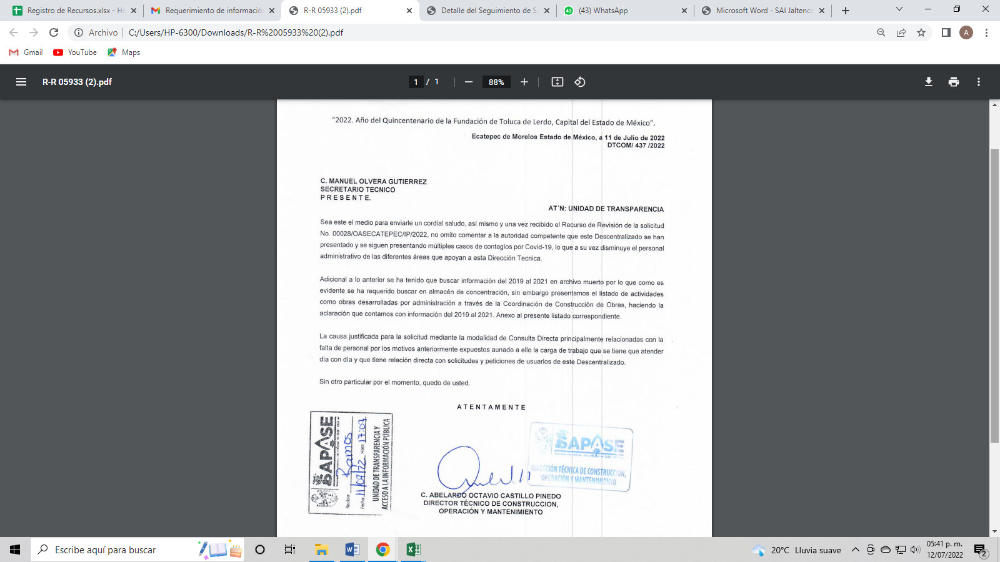 Registro de Recursos.xlsx - Ho
Requerimiento de informació
R-R 05933 (2).pdf
Detalle del Seguimiento de So
(43) WhatsApp
Microsoft Word - SAI Jaltenco
Archivo
C:/Users/HP-6300/Downloads/R-R%2005933%20(2).pdf
A
Gmail
YouTube
Maps
R-R 05933 (2).pdf
1 / 1
88%
"2022. Año del Quincentenario de la Fundación de Toluca de Lerdo, Capital del Estado de México".
Ecatepec de Morelos Estado de México, a 11 de Julio de 2022
DTCOM/ 437 /2022
C. MANUEL OLVERA GUTIERREZ
SECRETARIO TECNICO
P R E S E N T E.
AT´N: UNIDAD DE TRANSPARENCIA
Sea este el medio para enviarle un cordial saludo, así mismo y una vez recibido el Recurso de Revisión de la solicitud
No. 00028/OASECATEPEC/IP/2022, no omito comentar a la autoridad competente que este Descentralizado se han
presentado y se siguen presentando múltiples casos de contagios por Covid-19, lo que a su vez disminuye el personal
administrativo de las diferentes áreas que apoyan a esta Dirección Tecnica.
Adicional a lo anterior se ha tenido que buscar información del 2019 al 2021 en archivo muerto por lo que como es
evidente se ha requerido buscar en almacén de concentración, sin embargo presentamos el listado de actividades
como obras desarrolladas por administración a través de la Coordinación de Construcción de Obras, haciendo la
aclaración que contamos con información del 2019 al 2021. Anexo al presente listado correspondiente.
La causa justificada para la solicitud mediante la modalidad de Consulta Directa principalmente relacionadas con la
falta de personal por los motivos anteriormente expuestos aunado a ello la carga de trabajo que se tiene que atender
día con día y que tiene relación directa con solicitudes y peticiones de usuarios de este Descentralizado.
Sin otro particular por el momento, quedo de usted.
A T E N T A M E N T E
SAPASE
Recibió: Ramos
Fecha: 11/07/22 Hora: 17:07
UNIDAD DE TRANSPARENCIA Y
ACCESO A LA INFORMACIÓN PÚBLICA
SAPASE
DIRECCIÓN TÉCNICA DE CONSTRUCCION,
OPERACIÓN Y MANTENIMIENTO
C. ABELARDO OCTAVIO CASTILLO PINEDO
DIRECTOR TÉCNICO DE CONSTRUCCION,
OPERACIÓN Y MANTENIMIENTO
Escribe aquí para buscar
20°C Lluvia suave
05:41 p. m.
12/07/2022
2